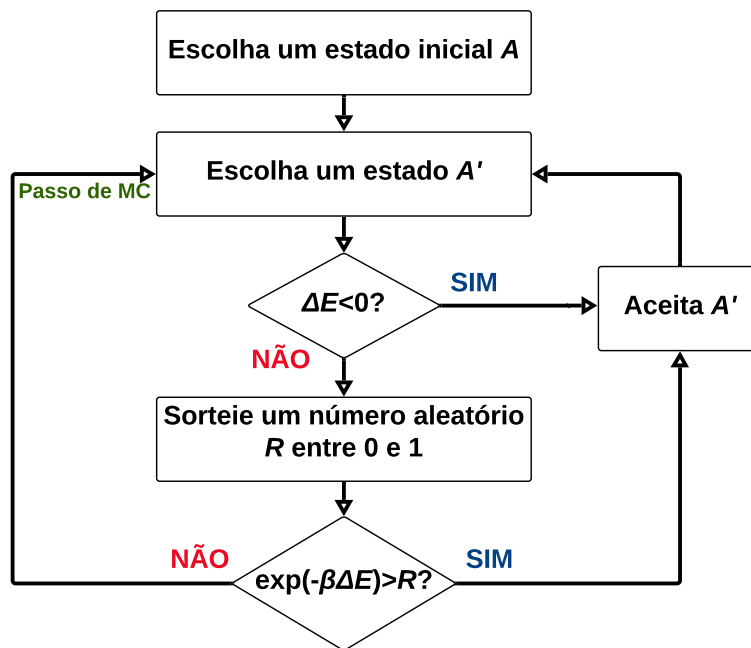 Escolha um estado inicial A
Escolha um estado A'
Passo de MC
ΔE<0?
SIM
Aceita A'
NÃO
Sorteie um número aleatório
R entre 0 e 1
NÃO
exp(-βΔE)>R?
SIM